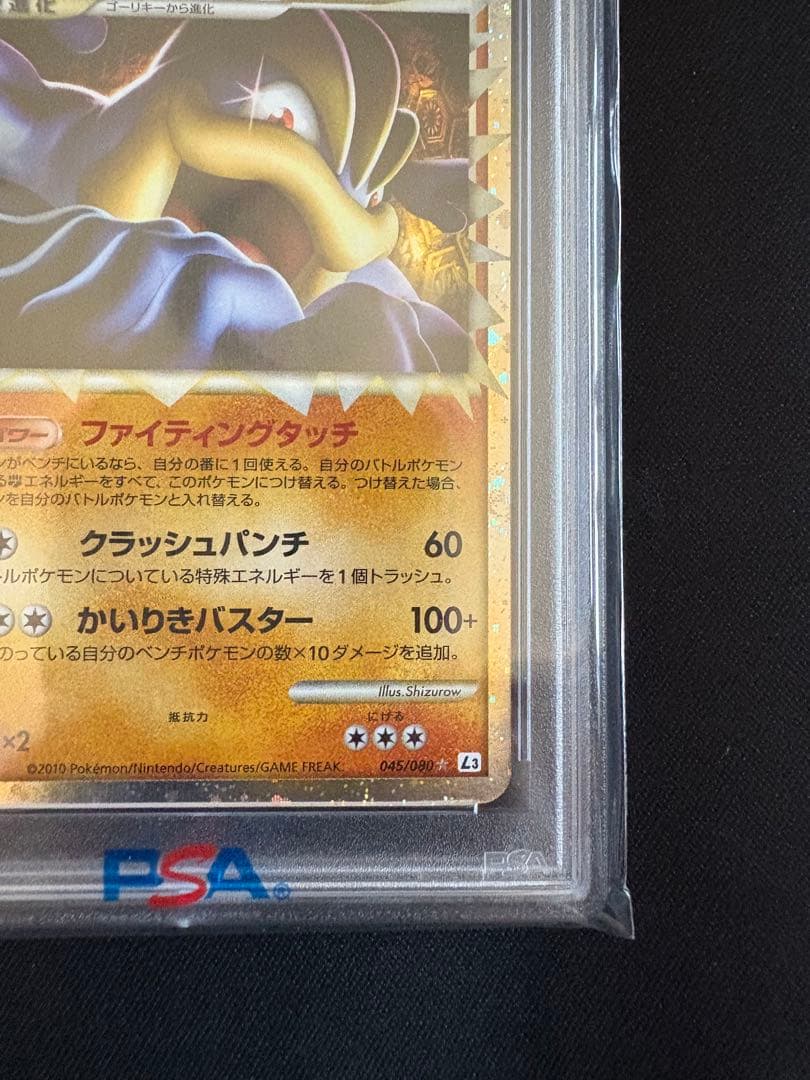 進化
ゴーリキーから進化
ワー
ファイティングタッチ
ンがベンチにいるなら、自分の番に1回使える。自分のバトルポケモン
るエネルギーをすべて、このポケモンにつけ替える。つけ替えた場合、
ンを自分のバトルポケモンと入れ替える。
クラッシュパンチ 60
ルポケモンについている特殊エネルギーを1個トラッシュ。
かいりきバスター 100+
のっている自分のベンチポケモンの数×10ダメージを追加。
Illus.Shizurow
抵抗力 にげる
×2
©2010 Pokémon/Nintendo/Creatures/GAME FREAK. 045/080 L3
PSA®
PSA